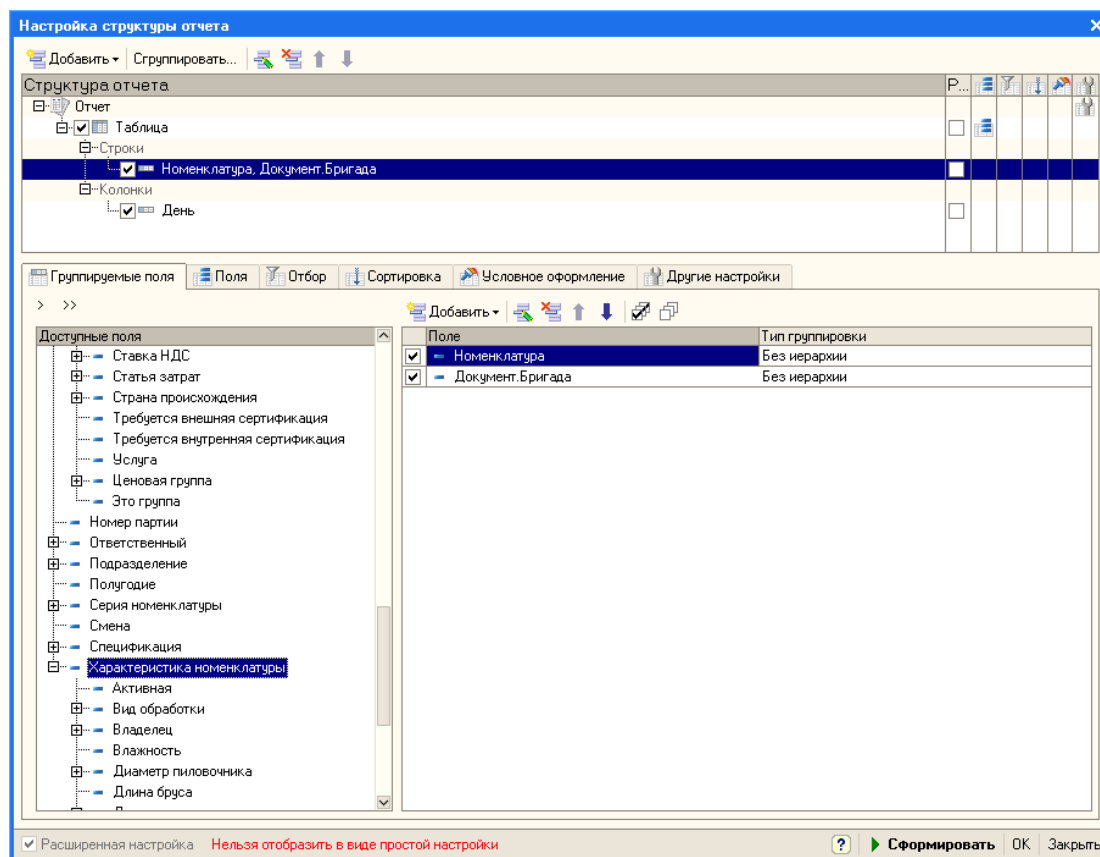 Настройка структуры отчета
Добавить Сгруппировать...
Структура отчета Р...
Отчет
Таблица
Строки
Номенклатура, Документ.Бригада
Колонки
День
Группируемые поля Поля Отбор Сортировка Условное оформление Другие настройки
> >> Добавить
Доступные поля Поле Тип группировки
Ставка НДС Номенклатура Без иерархии
Статья затрат Документ.Бригада Без иерархии
Страна происхождения
Требуется внешняя сертификация
Требуется внутренняя сертификация
Услуга
Ценовая группа
Это группа
Номер партии
Ответственный
Подразделение
Полугодие
Серия номенклатуры
Смена
Спецификация
Характеристика номенклатуры
Активная
Вид обработки
Владелец
Влажность
Диаметр пиловочника
Длина бруса
Расширенная настройка Нельзя отобразить в виде простой настройки ? Сформировать OK Закрыть